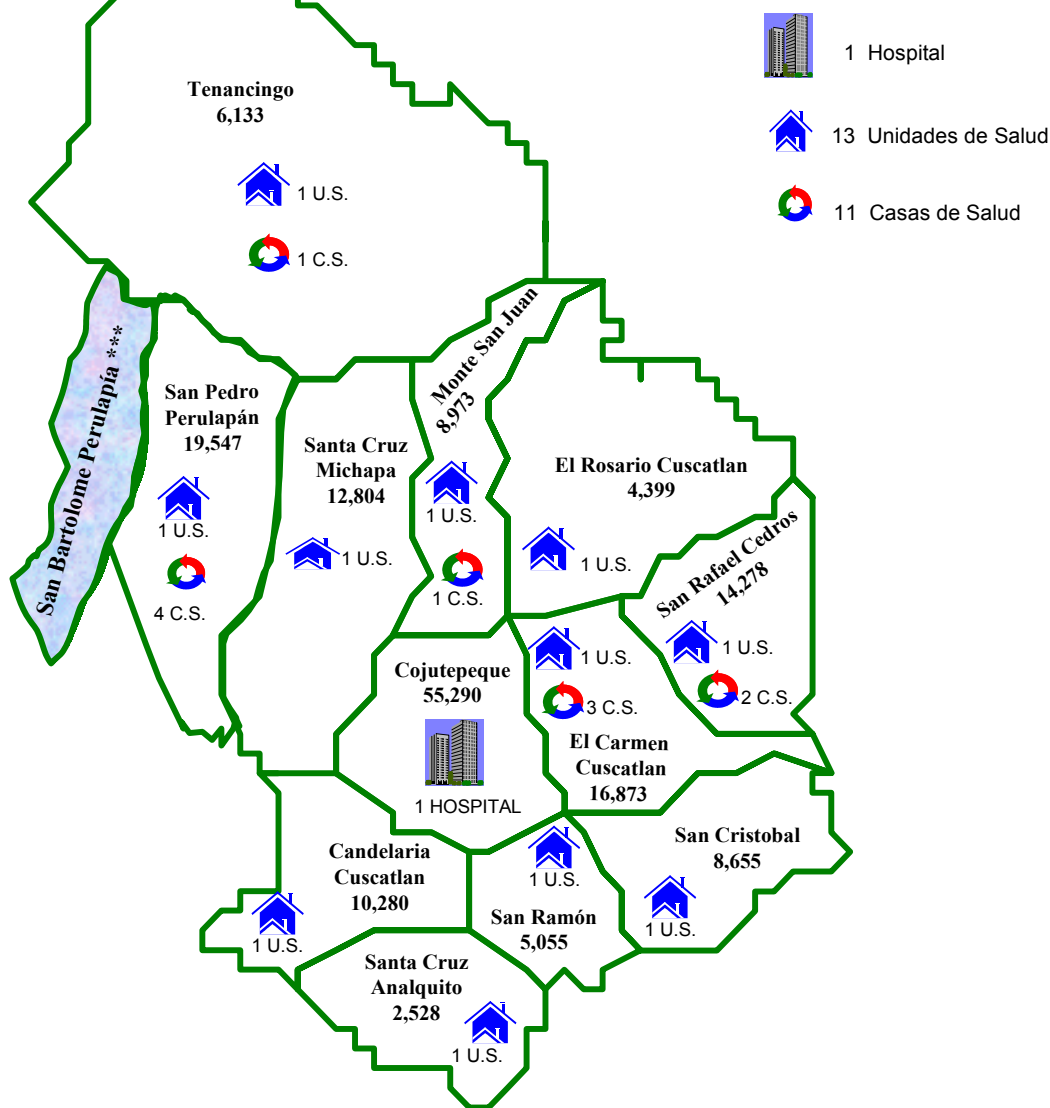 1 Hospital
13 Unidades de Salud
11 Casas de Salud
Tenancingo
6,133
1 U.S.
1 C.S.
San Bartolome Perulapía ***
San Pedro
Perulapán
19,547
1 U.S.
4 C.S.
Santa Cruz
Michapa
12,804
1 U.S.
Monte San Juan
8,973
1 U.S.
1 C.S.
El Rosario Cuscatlan
4,399
1 U.S.
San Rafael Cedros
14,278
1 U.S.
2 C.S.
Cojutepeque
55,290
1 HOSPITAL
1 U.S.
3 C.S.
El Carmen
Cuscatlan
16,873
Candelaria
Cuscatlan
10,280
1 U.S.
1 U.S.
San Ramón
5,055
San Cristobal
8,655
1 U.S.
Santa Cruz
Analquito
2,528
1 U.S.